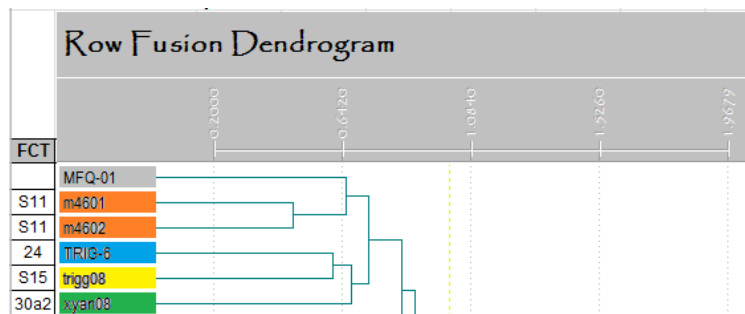 Row Fusion Dendrogram
0.2000 0.6420 1.0840 1.5260 1.9679
FCT
MFQ-01
S11 m4601
S11 m4602
24 TRIG-6
S15 trigg08
30a2 xyan08